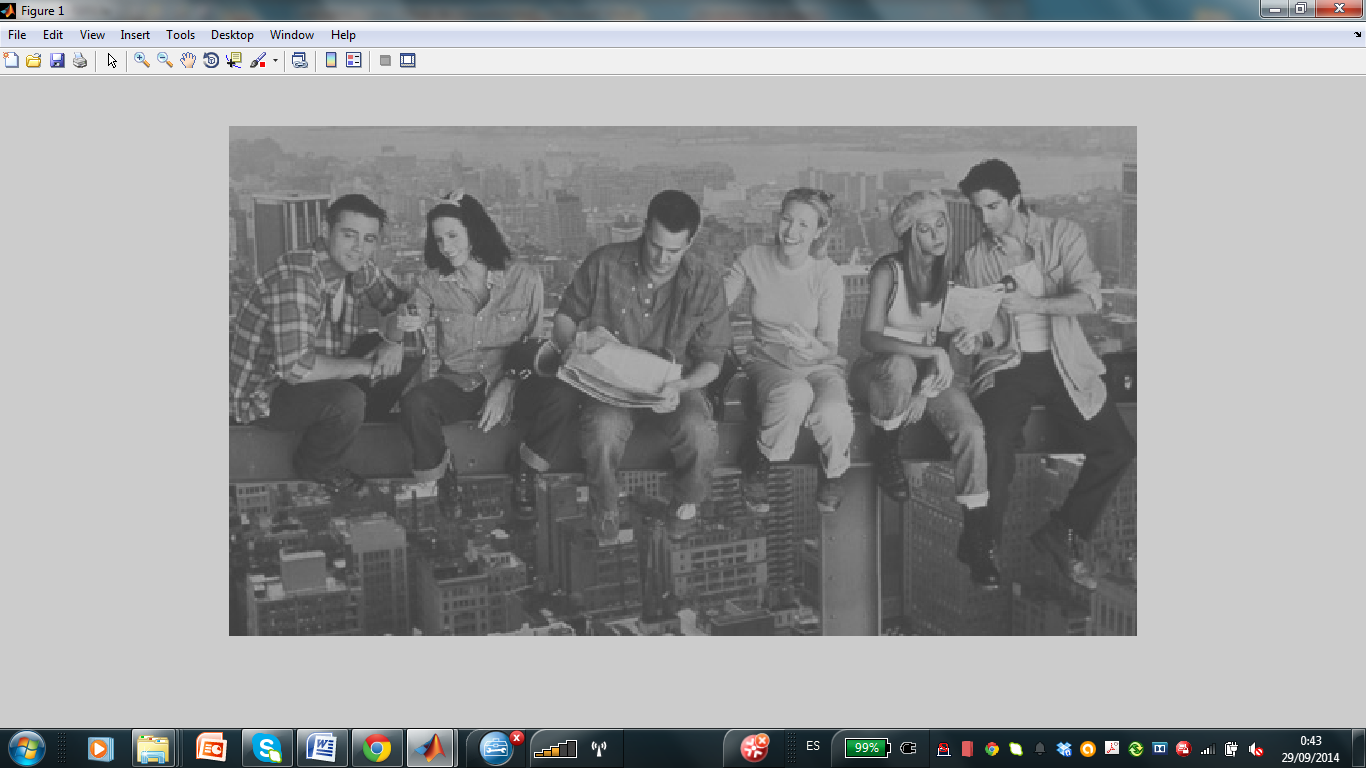 Figure 1
File Edit View Insert Tools Desktop Window Help
ES
99%
0:43
29/09/2014